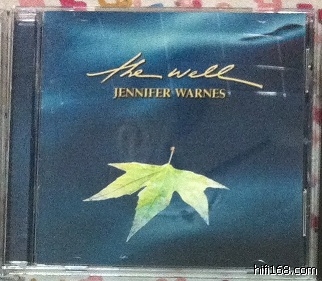 the well
JENNIFER WARNES
hifi168.com